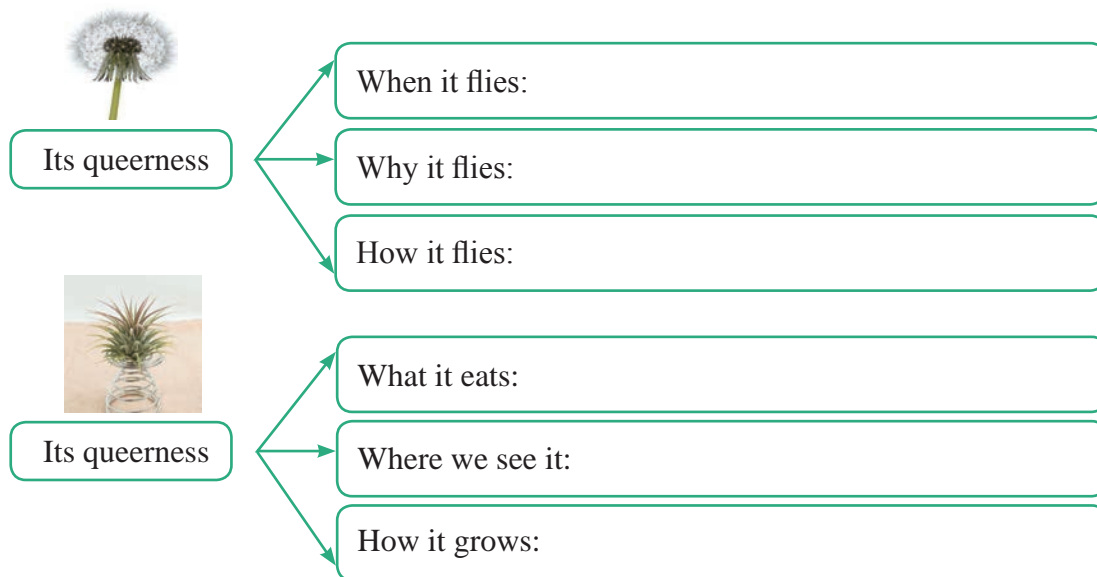 Its queerness
When it flies:
Why it flies:
How it flies:
Its queerness
What it eats:
Where we see it:
How it grows: